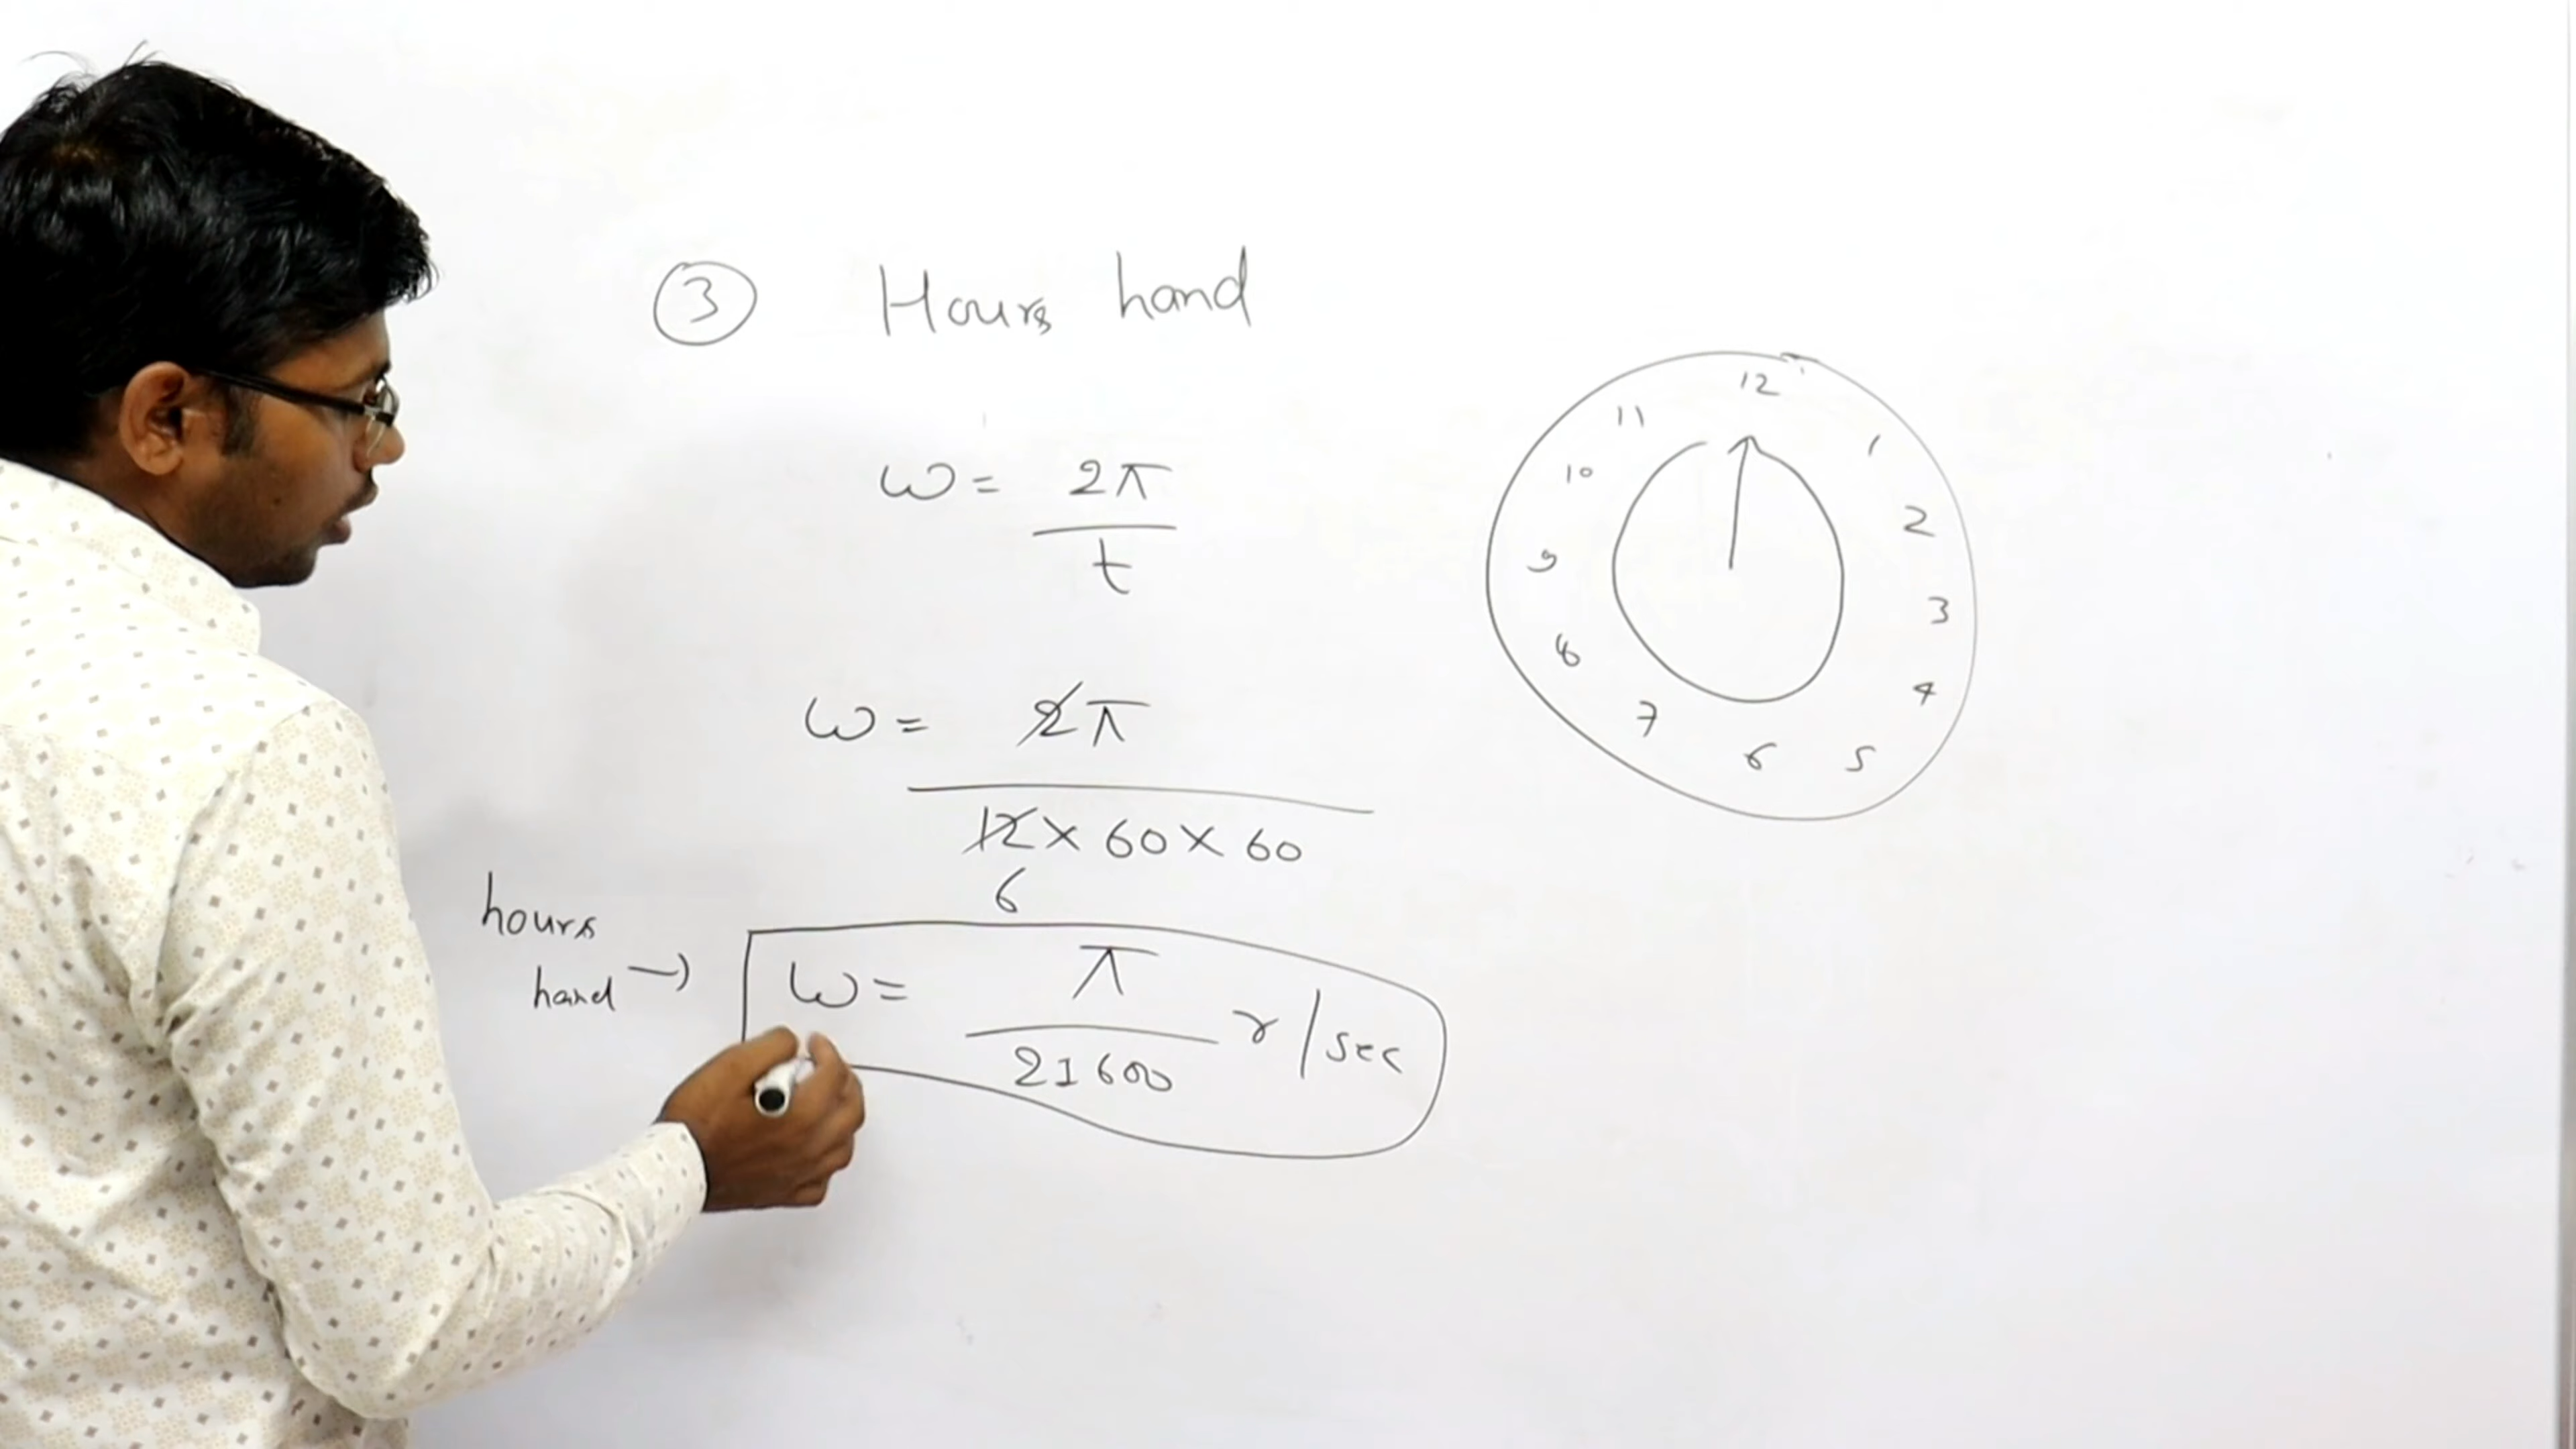 ③ Hours hand
ω = 2π
t
ω = 2π
12 × 60 × 60
6
hours
hand →
ω = π
21600 r/sec
12
11
1
10
2
9
3
8
4
7
6
5